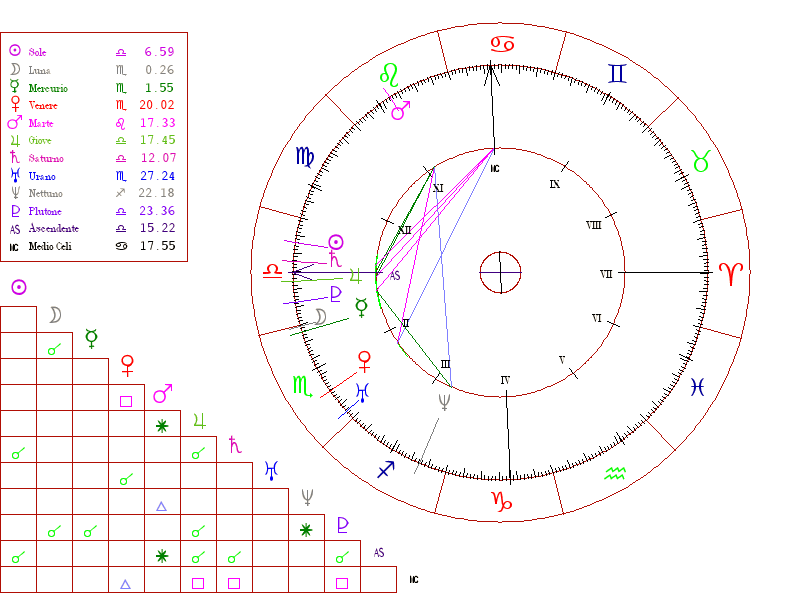 ☉ Sole ♎ 6.59
☽ Luna ♏ 0.26
☿ Mercurio ♏ 1.55
♀ Venere ♏ 20.02
♂ Marte ♌ 17.33
♃ Giove ♎ 17.45
♄ Saturno ♎ 12.07
♅ Urano ♏ 27.24
♆ Nettuno ♐ 22.18
♇ Plutone ♎ 23.36
AS Ascendente ♎ 15.22
MC Medio Celi ♋ 17.55
MC
IX
VIII
VII
VI
V
IV
III
II
AS
XII
XI
AS
MC